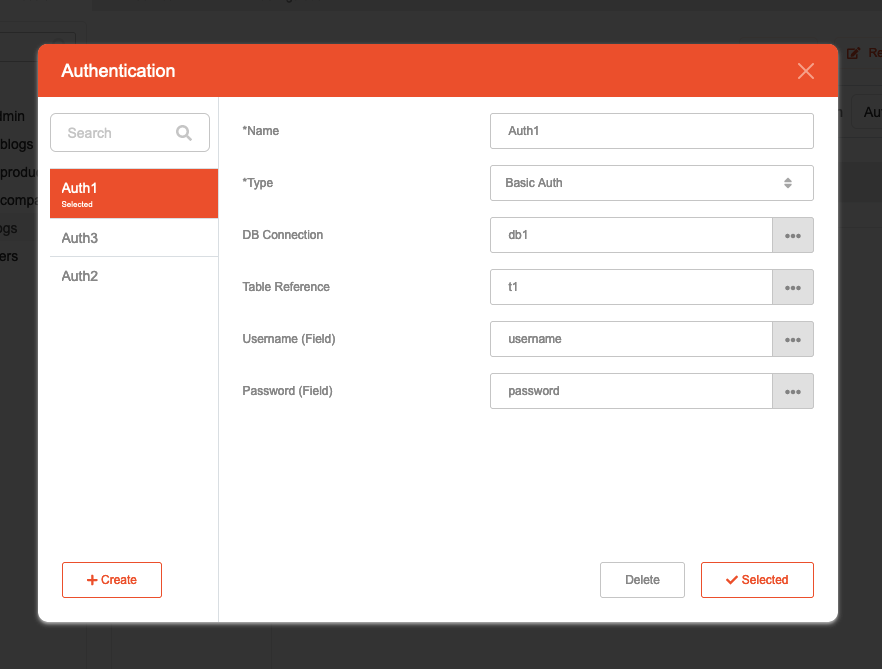 Authentication
Re
dmin
blogs
produ
compa
ogs
ers
Au
Search
Auth1
Selected
Auth3
Auth2
*Name
Auth1
*Type
Basic Auth
DB Connection
db1
Table Reference
t1
Username (Field)
username
Password (Field)
password
Create
Delete
Selected